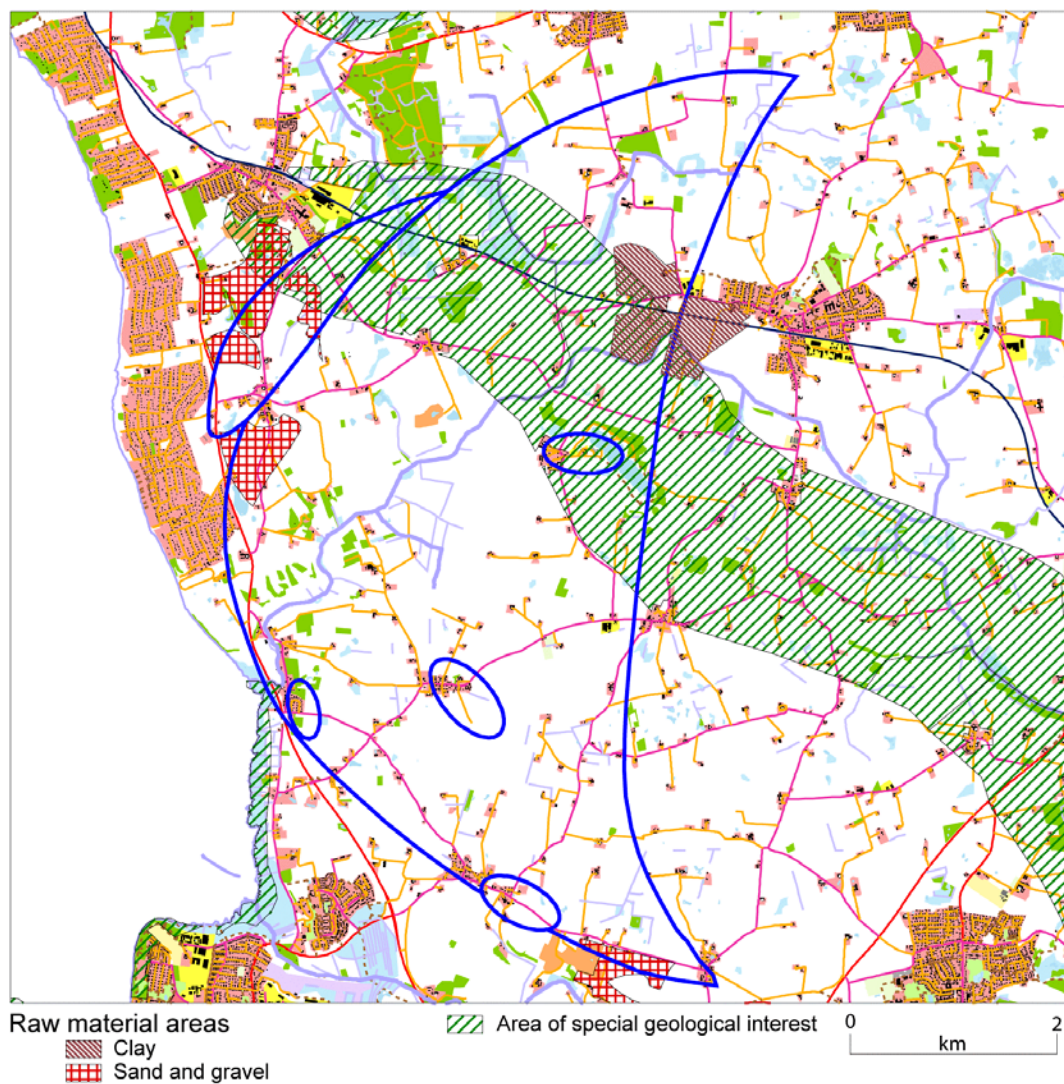 Raw material areas
Clay
Sand and gravel
Area of special geological interest
0 2
km